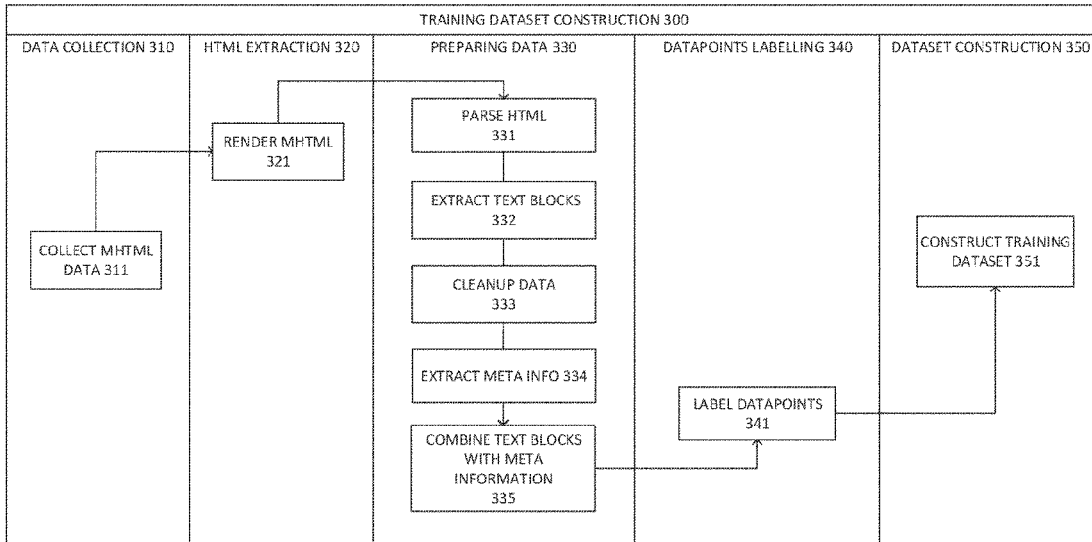 TRAINING DATASET CONSTRUCTION 300
DATA COLLECTION 310
HTML EXTRACTION 320
PREPARING DATA 330
DATAPOINTS LABELLING 340
DATASET CONSTRUCTION 350
COLLECT MHTML
DATA 311
RENDER MHTML
321
PARSE HTML
331
EXTRACT TEXT BLOCKS
332
CLEANUP DATA
333
EXTRACT META INFO 334
COMBINE TEXT BLOCKS
WITH META
INFORMATION
335
LABEL DATAPOINTS
341
CONSTRUCT TRAINING
DATASET 351